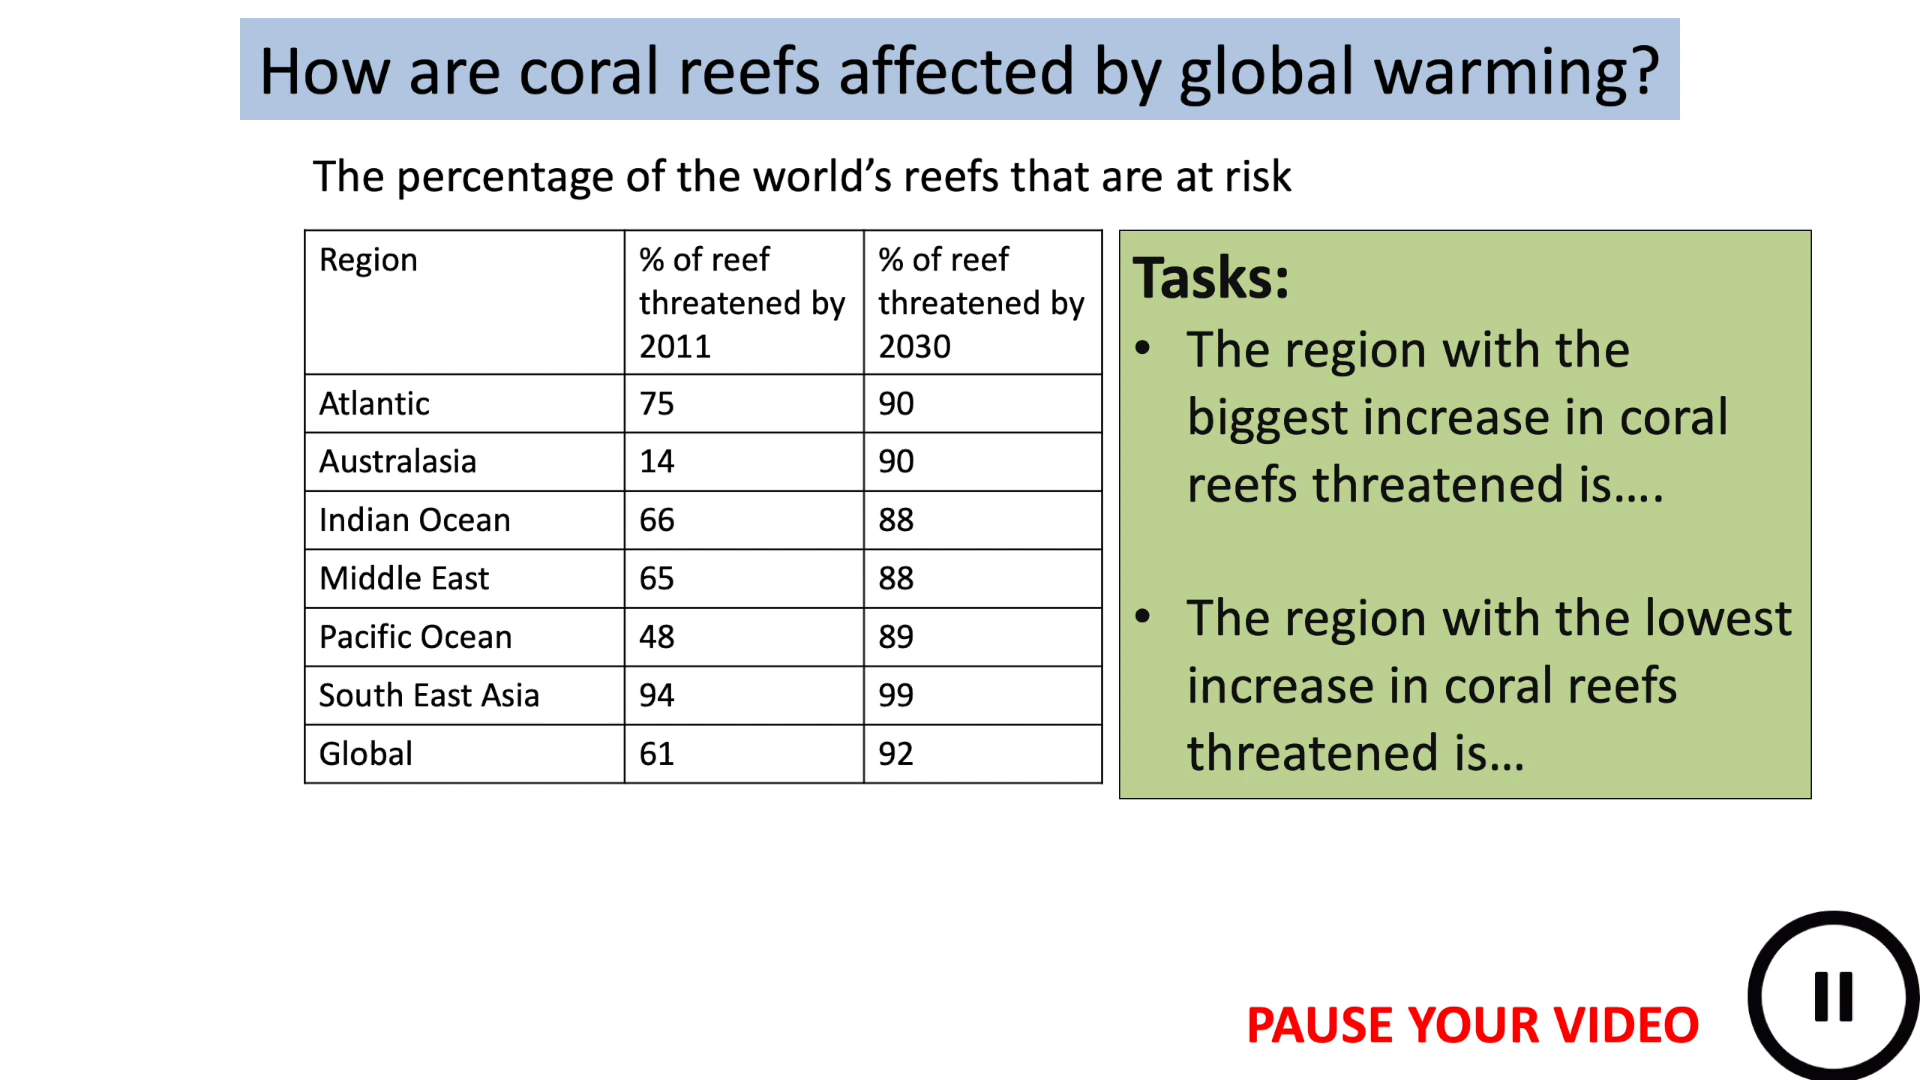 How are coral reefs affected by global warming?
The percentage of the world’s reefs that are at risk
Region
% of reef
threatened by
2011
% of reef
threatened by
2030
Atlantic 75 90
Australasia 14 90
Indian Ocean 66 88
Middle East 65 88
Pacific Ocean 48 89
South East Asia 94 99
Global 61 92
Tasks:
• The region with the
biggest increase in coral
reefs threatened is....
• The region with the lowest
increase in coral reefs
threatened is...
PAUSE YOUR VIDEO